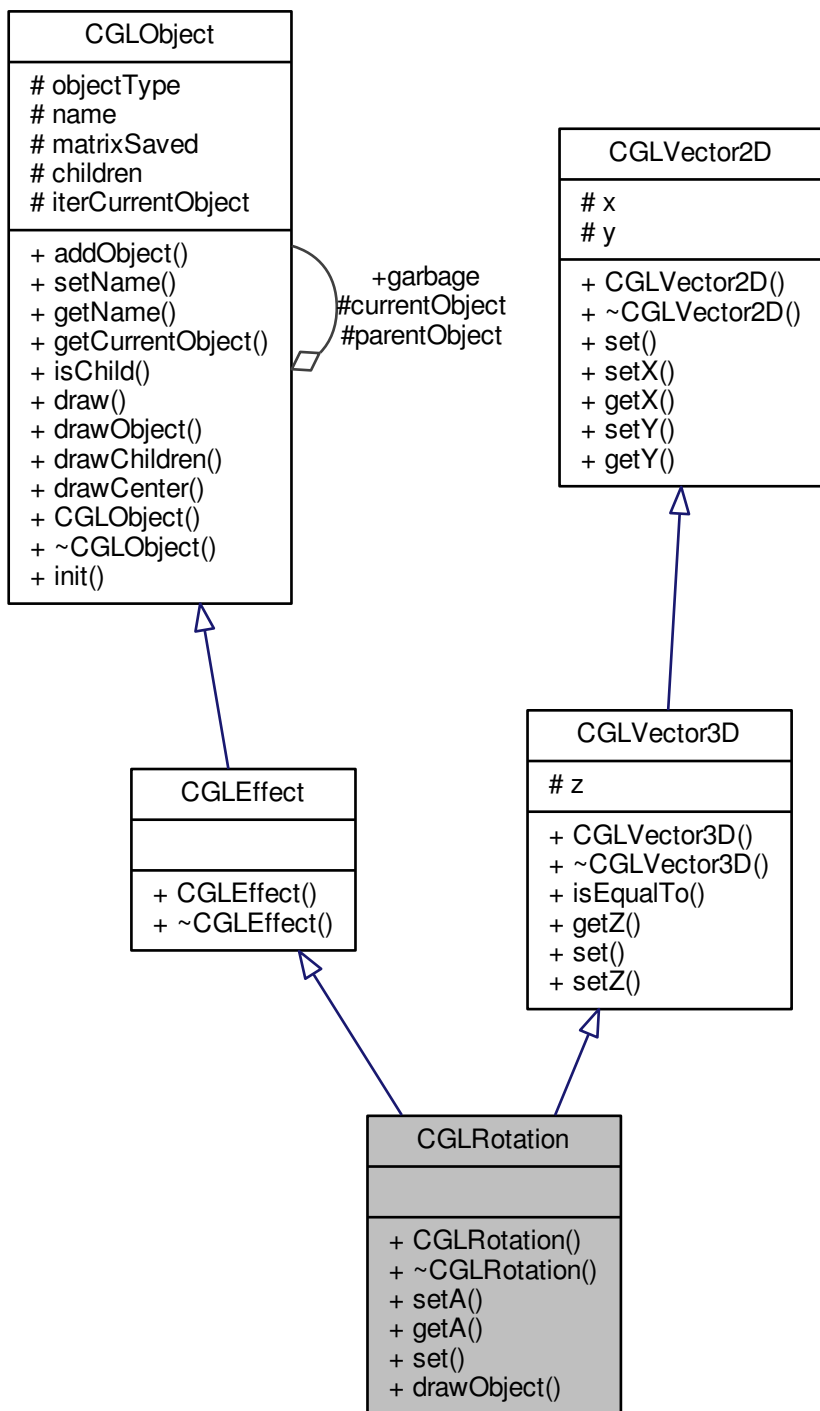 CGLObject
# objectType
# name
# matrixSaved
# children
# iterCurrentObject
+ addObject()
+ setName()
+ getName()
+ getCurrentObject()
+ isChild()
+ draw()
+ drawObject()
+ drawChildren()
+ drawCenter()
+ CGLObject()
+ ~CGLObject()
+ init()
+garbage
#currentObject
#parentObject
CGLVector2D
# x
# y
+ CGLVector2D()
+ ~CGLVector2D()
+ set()
+ setX()
+ getX()
+ setY()
+ getY()
CGLEffect
+ CGLEffect()
+ ~CGLEffect()
CGLVector3D
# z
+ CGLVector3D()
+ ~CGLVector3D()
+ isEqualTo()
+ getZ()
+ set()
+ setZ()
CGLRotation
+ CGLRotation()
+ ~CGLRotation()
+ setA()
+ getA()
+ set()
+ drawObject()